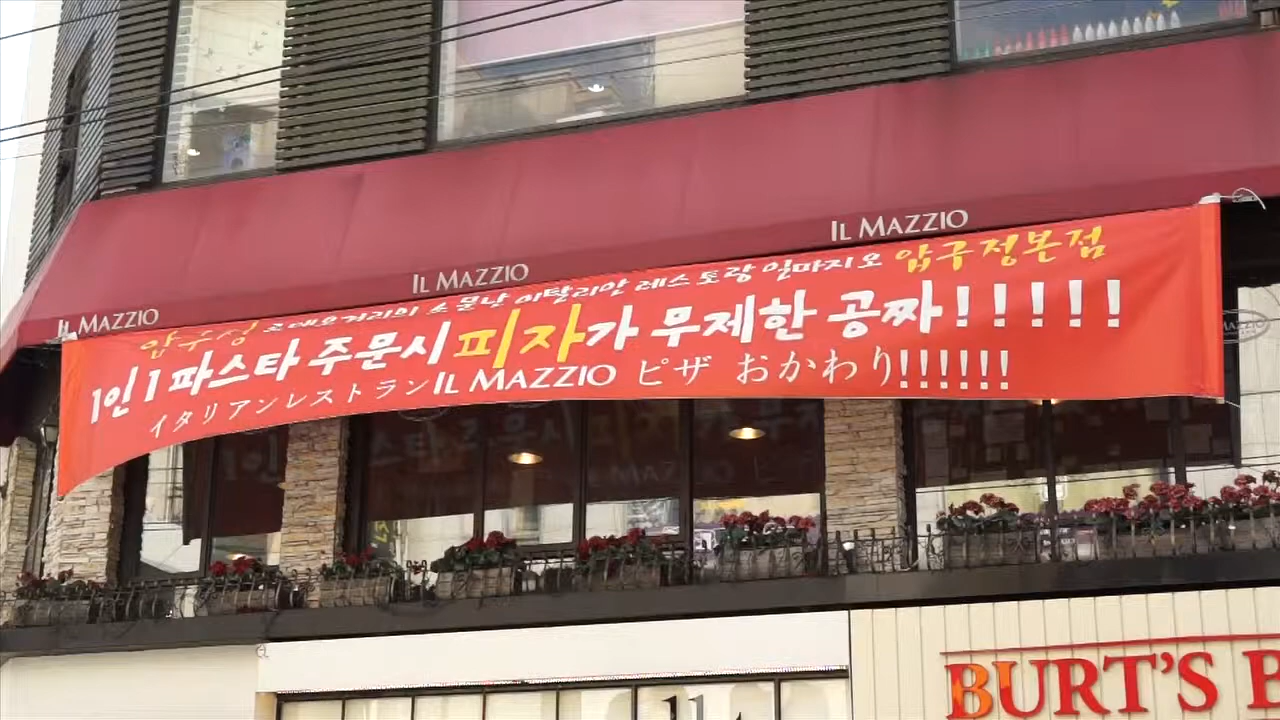 IL MAZZIO
IL MAZZIO
IL MAZZIO
압구정 로데오거리의 소문난 이탈리안 레스토랑 일마지오 압구정본점
1인 1 파스타 주문시 피자가 무제한 공짜!!!!!
イタリアンレストランIL MAZZIO ピザ おかわり!!!!!!
BURT'S B